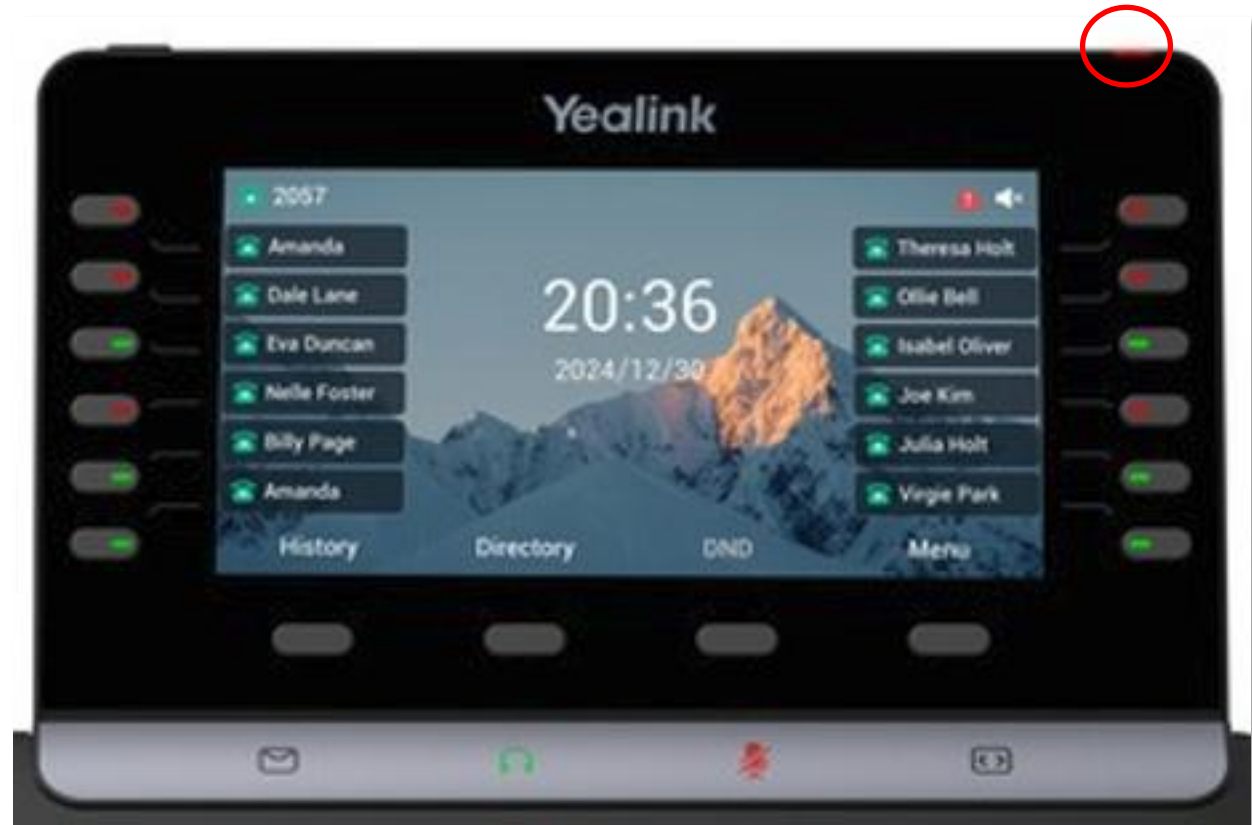 Yealink
2057
Amanda
Theresa Holt
Dale Lane
Ollie Bell
20:36
Eva Duncan
Isabel Oliver
2024/12/30
Nelle Foster
Joe Kim
Billy Page
Julia Holt
Amanda
Virgie Park
History
Directory
DND
Menu